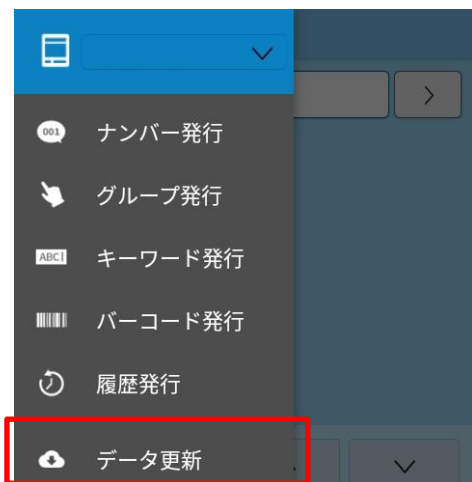 001 ナンバー発行
グループ発行
ABC キーワード発行
バーコード発行
履歴発行
データ更新